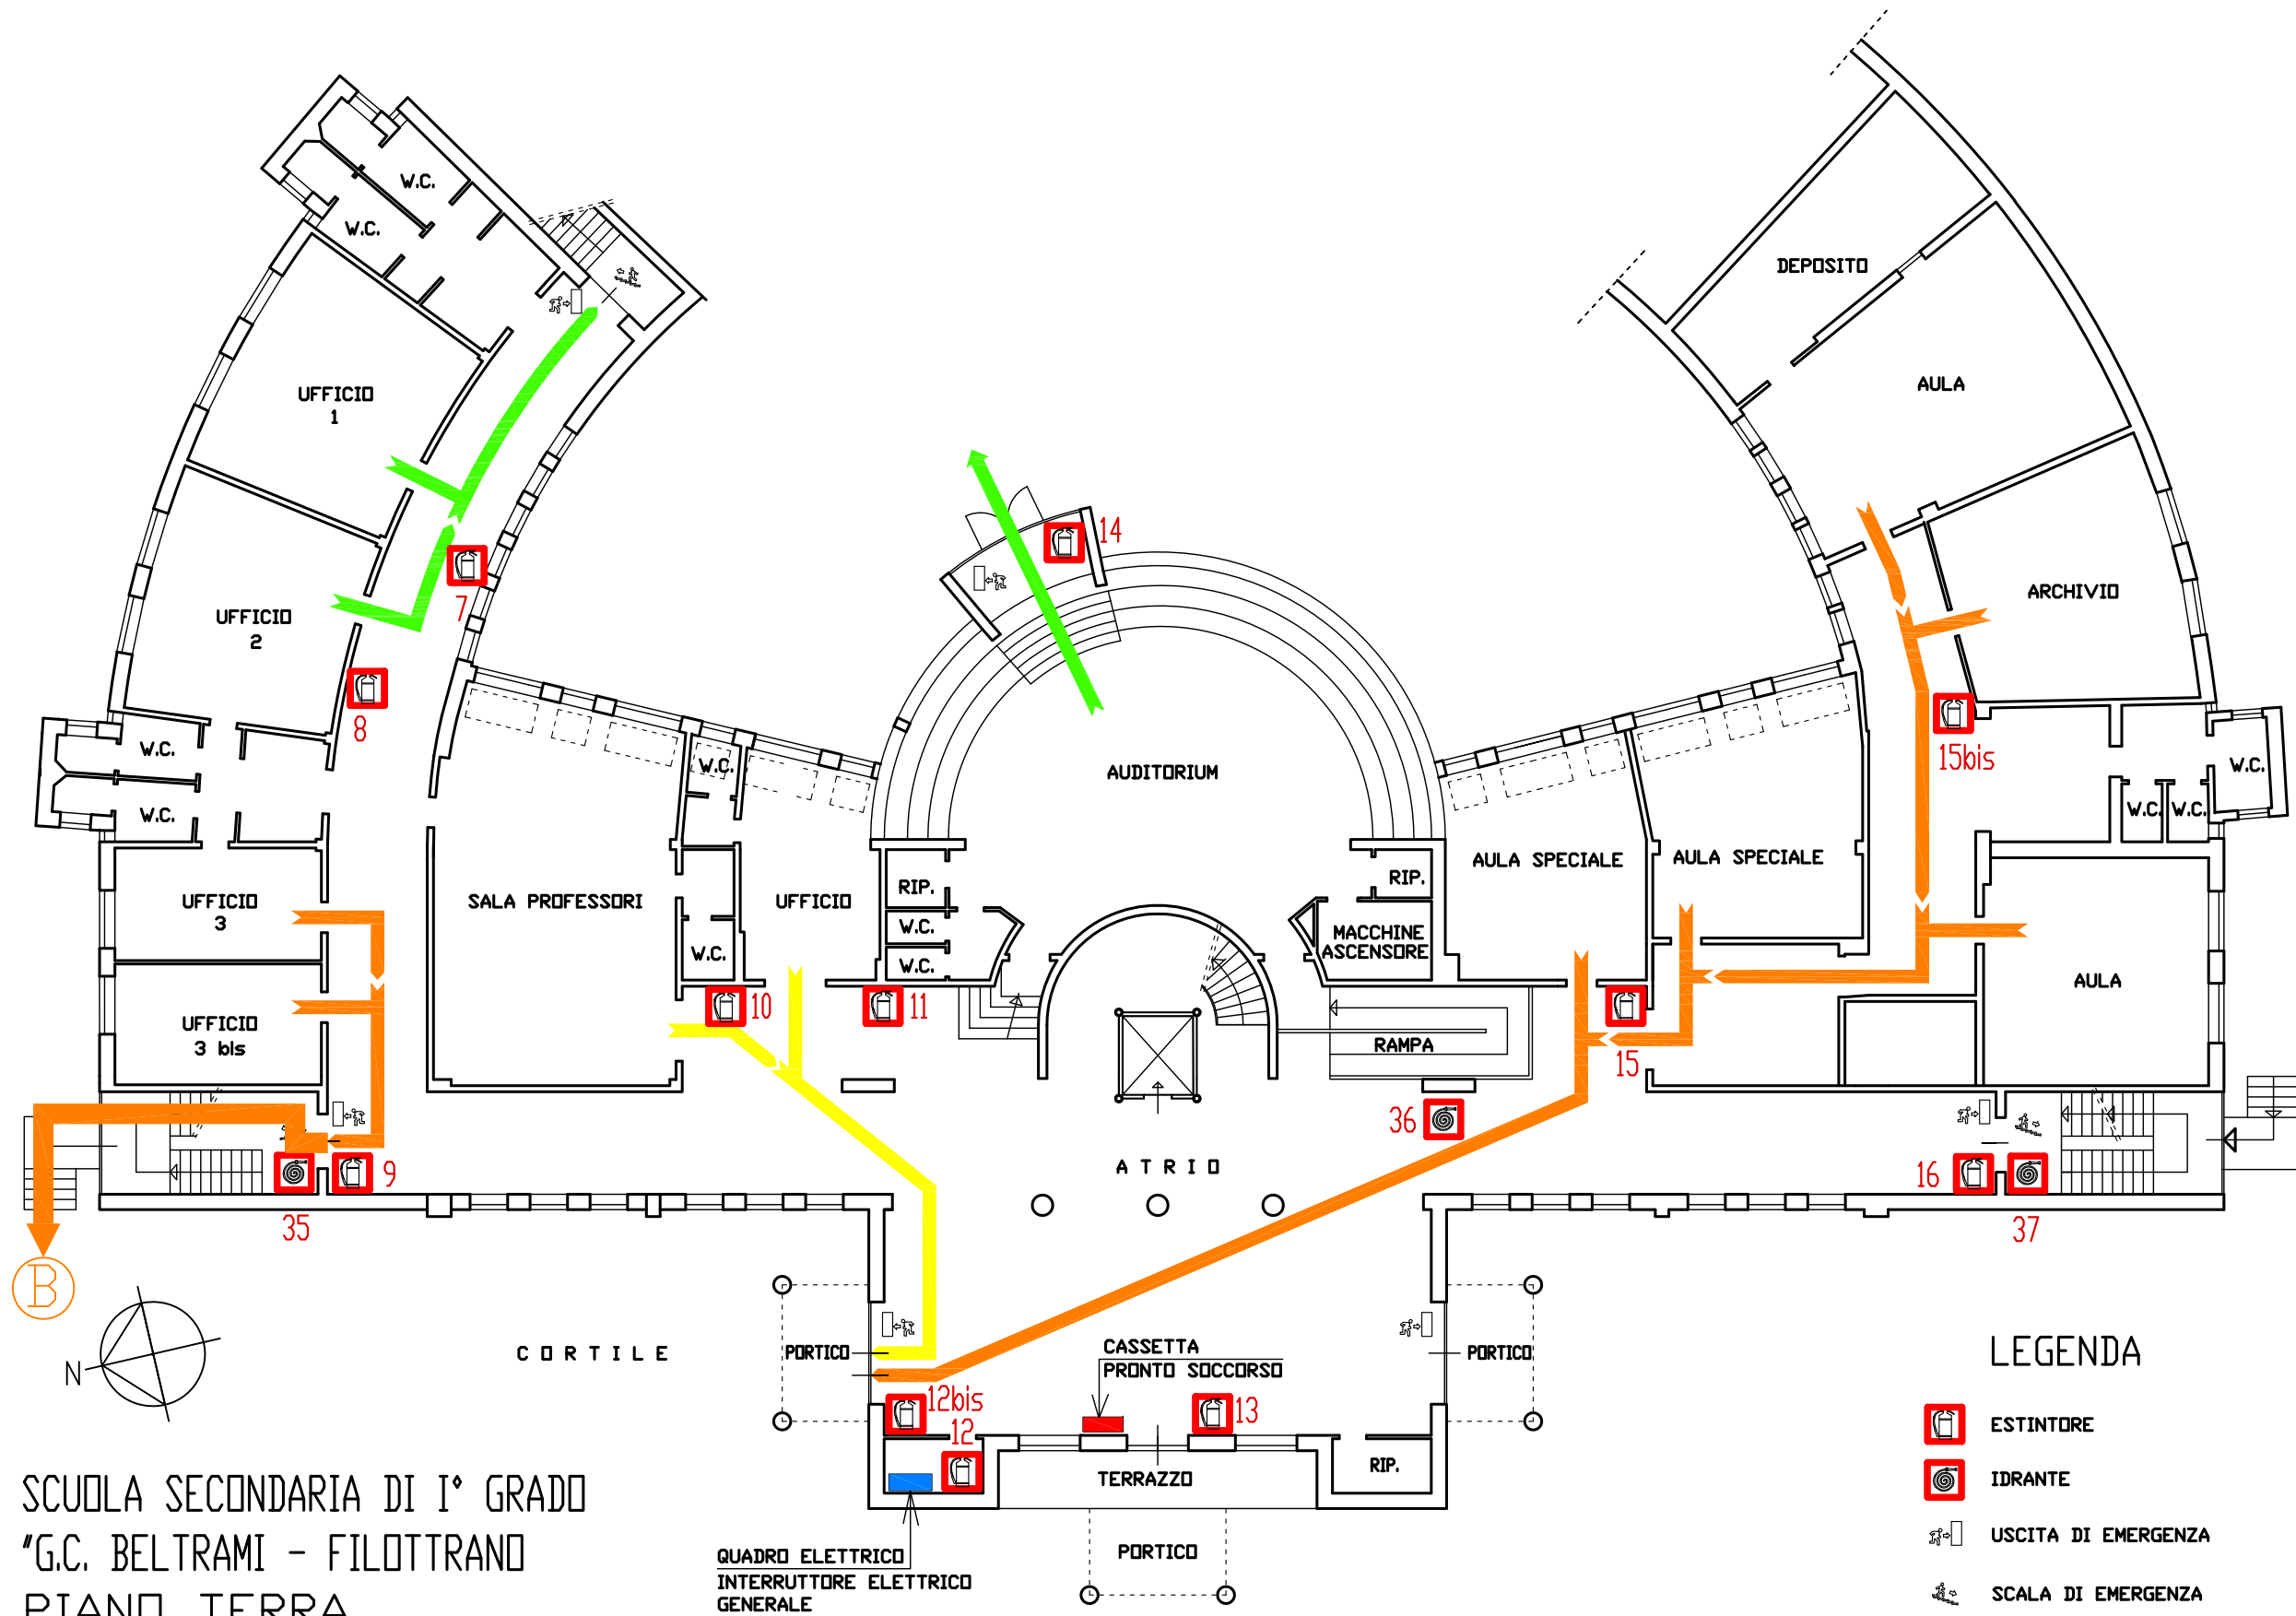 W.C.
W.C.
DEPOSITO
UFFICIO
1
AULA
14
UFFICIO
2
7
ARCHIVIO
8
W.C.
W.C.
W.C.
AUDITORIUM
15bis
W.C.
W.C.
W.C.
W.C.
AULA SPECIALE
AULA SPECIALE
RIP.
RIP.
UFFICIO
3
SALA PROFESSORI
UFFICIO
W.C.
MACCHINE
ASCENSORE
W.C.
W.C.
AULA
10
11
UFFICIO
3 bis
RAMPA
15
36
ATRIO
9
16
35
37
B
N
CORTILE
PORTICO
CASSETTA
PRONTO SOCCORSO
PORTICO
LEGENDA
12bis
12
13
ESTINTORE
RIP.
TERRAZZO
IDRANTE
SCUOLA SECONDARIA DI I° GRADO
"G.C. BELTRAMI - FILOTTRANO
PIANO TERRA
QUADRO ELETTRICO
INTERRUTTORE ELETTRICO
GENERALE
PORTICO
USCITA DI EMERGENZA
SCALA DI EMERGENZA